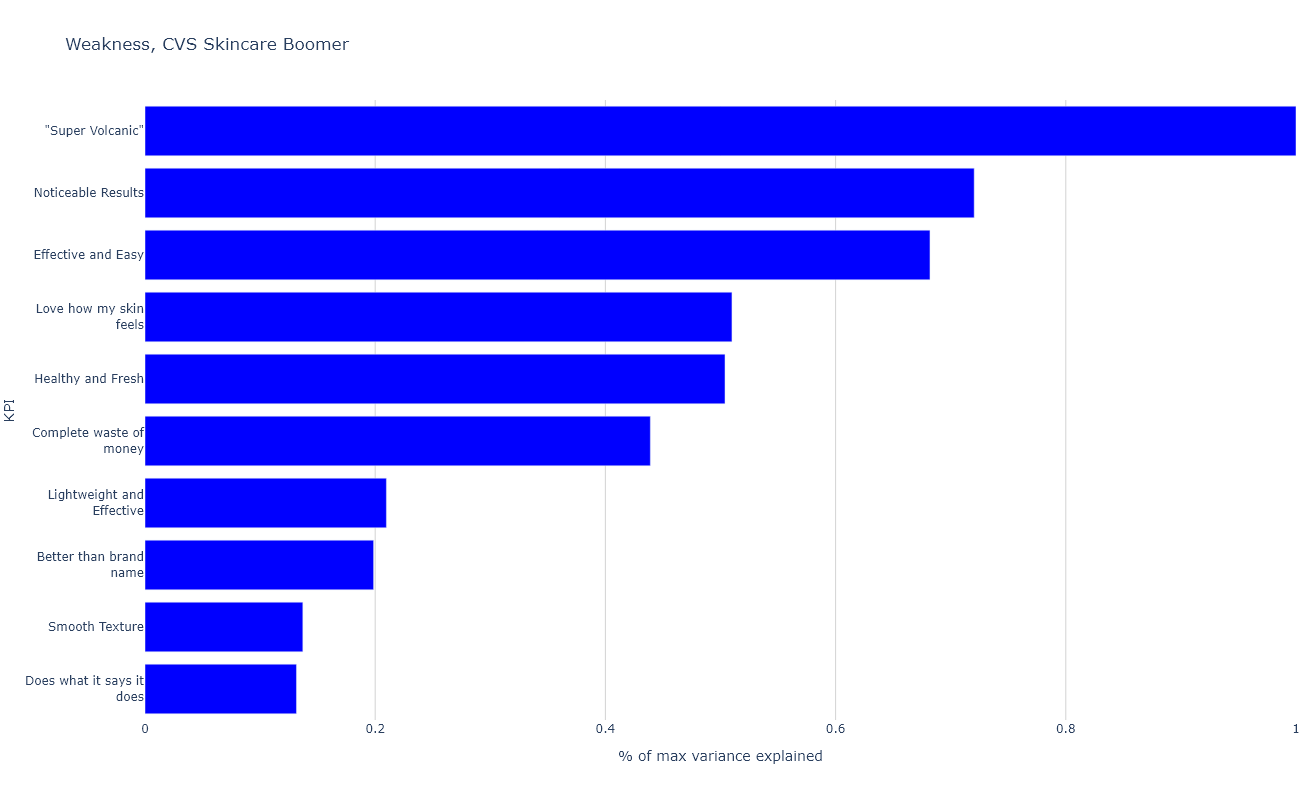 Weakness, CVS Skincare Boomer
"Super Volcanic"
Noticeable Results
Effective and Easy
Love how my skin
feels
Healthy and Fresh
Complete waste of
money
Lightweight and
Effective
Better than brand
name
Smooth Texture
Does what it says it
does
KPI
0
0.2
0.4
0.6
0.8
1
% of max variance explained